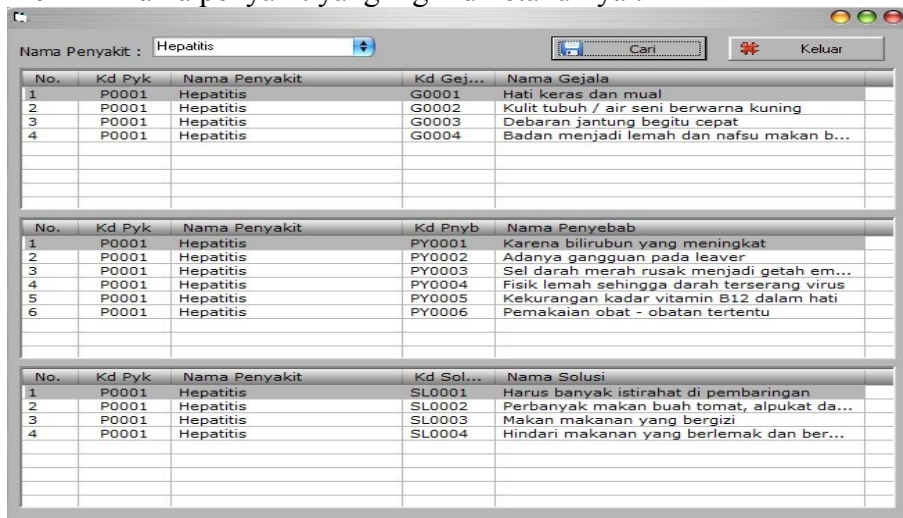 Nama Penyakit : Hepatitis Cari Keluar
No. Kd Pyk Nama Penyakit Kd Gej... Nama Gejala
1 P0001 Hepatitis G0001 Hati keras dan mual
2 P0001 Hepatitis G0002 Kulit tubuh / air seni berwarna kuning
3 P0001 Hepatitis G0003 Debaran jantung begitu cepat
4 P0001 Hepatitis G0004 Badan menjadi lemah dan nafsu makan b...
No. Kd Pyk Nama Penyakit Kd Pnyb Nama Penyebab
1 P0001 Hepatitis PY0001 Karena bilirubun yang meningkat
2 P0001 Hepatitis PY0002 Adanya gangguan pada leaver
3 P0001 Hepatitis PY0003 Sel darah merah rusak menjadi getah em...
4 P0001 Hepatitis PY0004 Fisik lemah sehingga darah terserang virus
5 P0001 Hepatitis PY0005 Kekurangan kadar vitamin B12 dalam hati
6 P0001 Hepatitis PY0006 Pemakaian obat - obatan tertentu
No. Kd Pyk Nama Penyakit Kd Sol... Nama Solusi
1 P0001 Hepatitis SL0001 Harus banyak istirahat di pembaringan
2 P0001 Hepatitis SL0002 Perbanyak makan buah tomat, alpukat da...
3 P0001 Hepatitis SL0003 Makan makanan yang bergizi
4 P0001 Hepatitis SL0004 Hindari makanan yang berlemak dan ber...